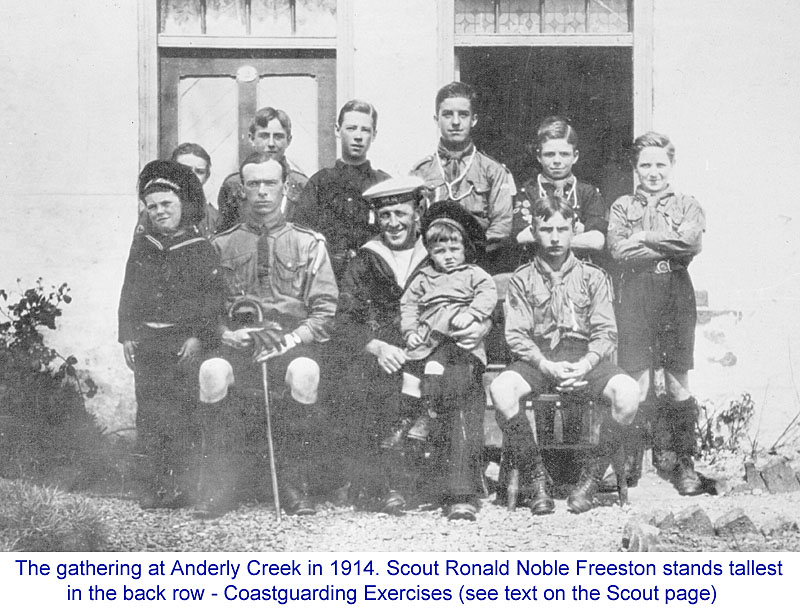 The gathering at Anderly Creek in 1914. Scout Ronald Noble Freeston stands tallest
in the back row - Coastguarding Exercises (see text on the Scout page)